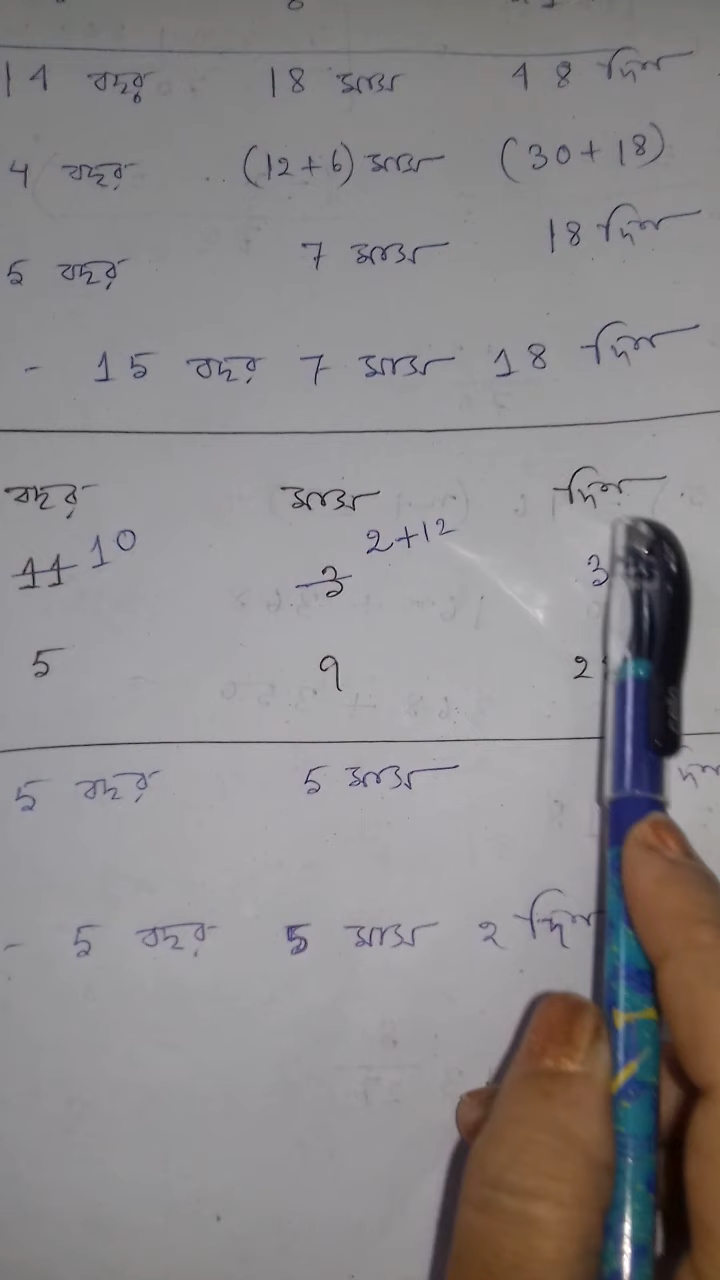 14 বছর 18 মাস 48 দিন
4 বছর (12+6) মাস (30+18)
5 বছর 7 মাস 18 দিন
- 15 বছর 7 মাস 18 দিন
বছর মাস দিন
11 10 3 2+12 3
5 9 2
5 বছর 5 মাস দিন
- 5 বছর 5 মাস 2 দিন